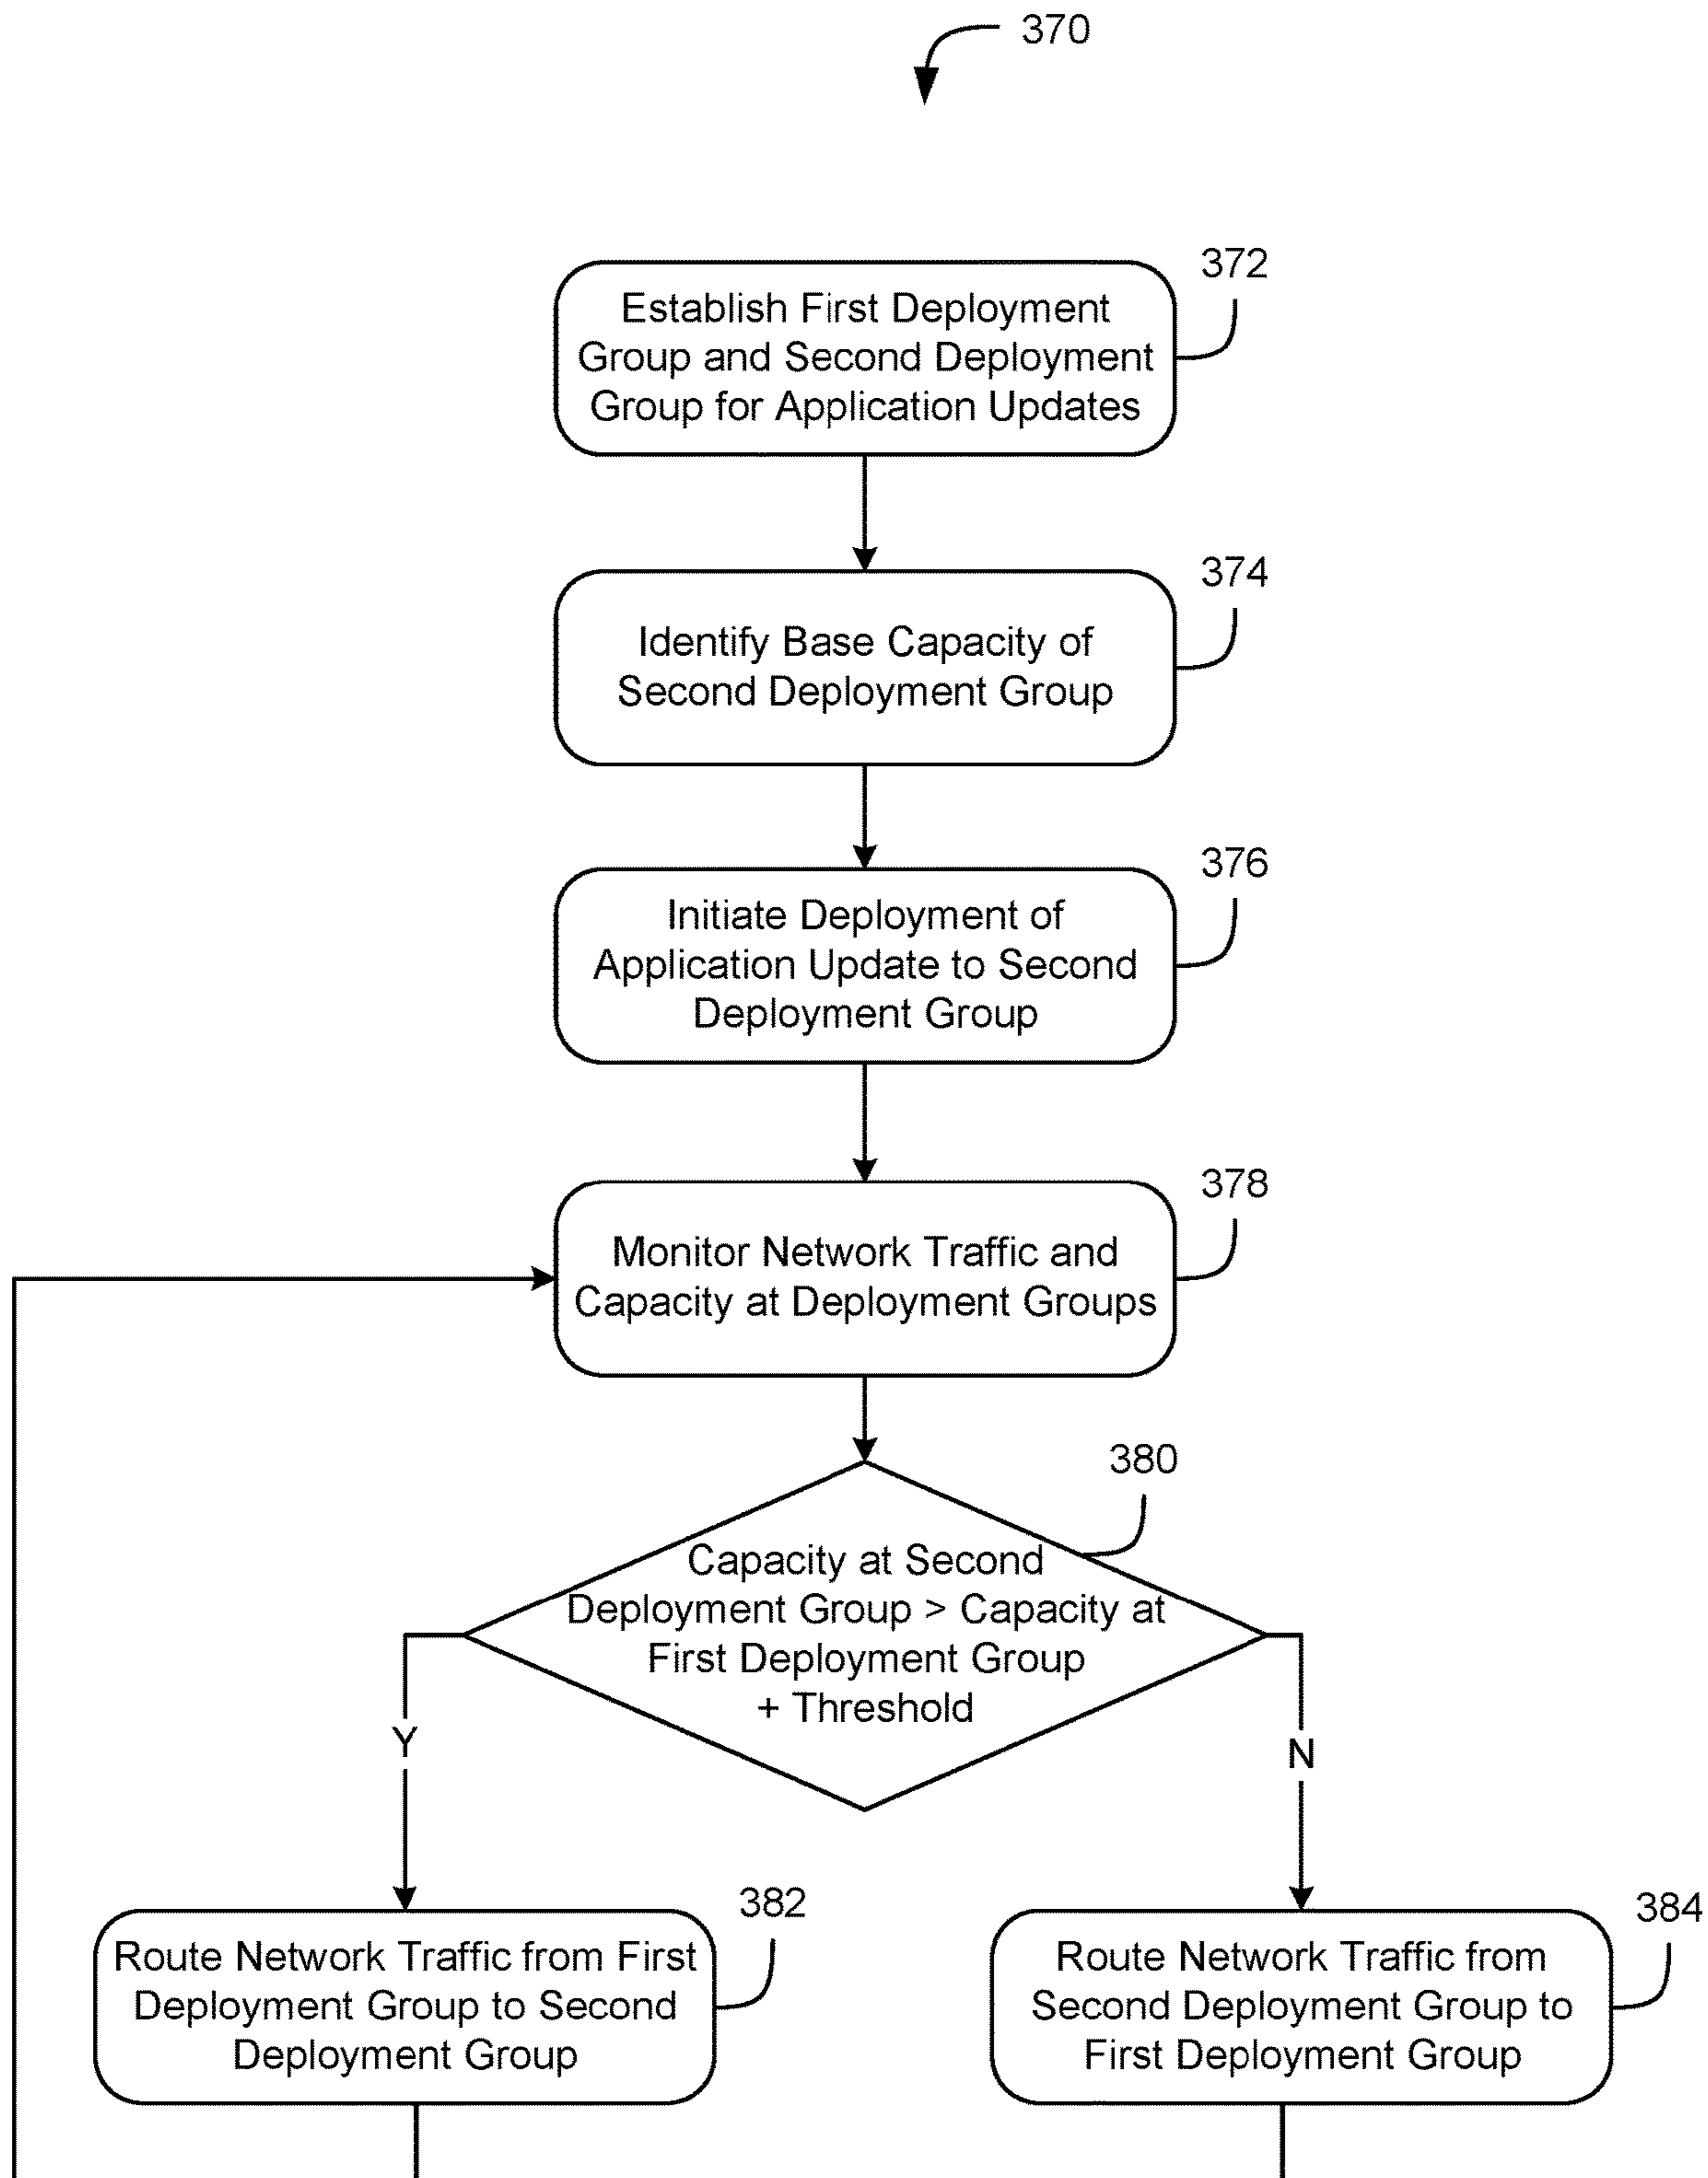 370
372
Establish First Deployment
Group and Second Deployment
Group for Application Updates
374
Identify Base Capacity of
Second Deployment Group
376
Initiate Deployment of
Application Update to Second
Deployment Group
378
Monitor Network Traffic and
Capacity at Deployment Groups
380
Capacity at Second
Deployment Group > Capacity at
First Deployment Group
+ Threshold
Y
N
382
Route Network Traffic from First
Deployment Group to Second
Deployment Group
384
Route Network Traffic from
Second Deployment Group to
First Deployment Group